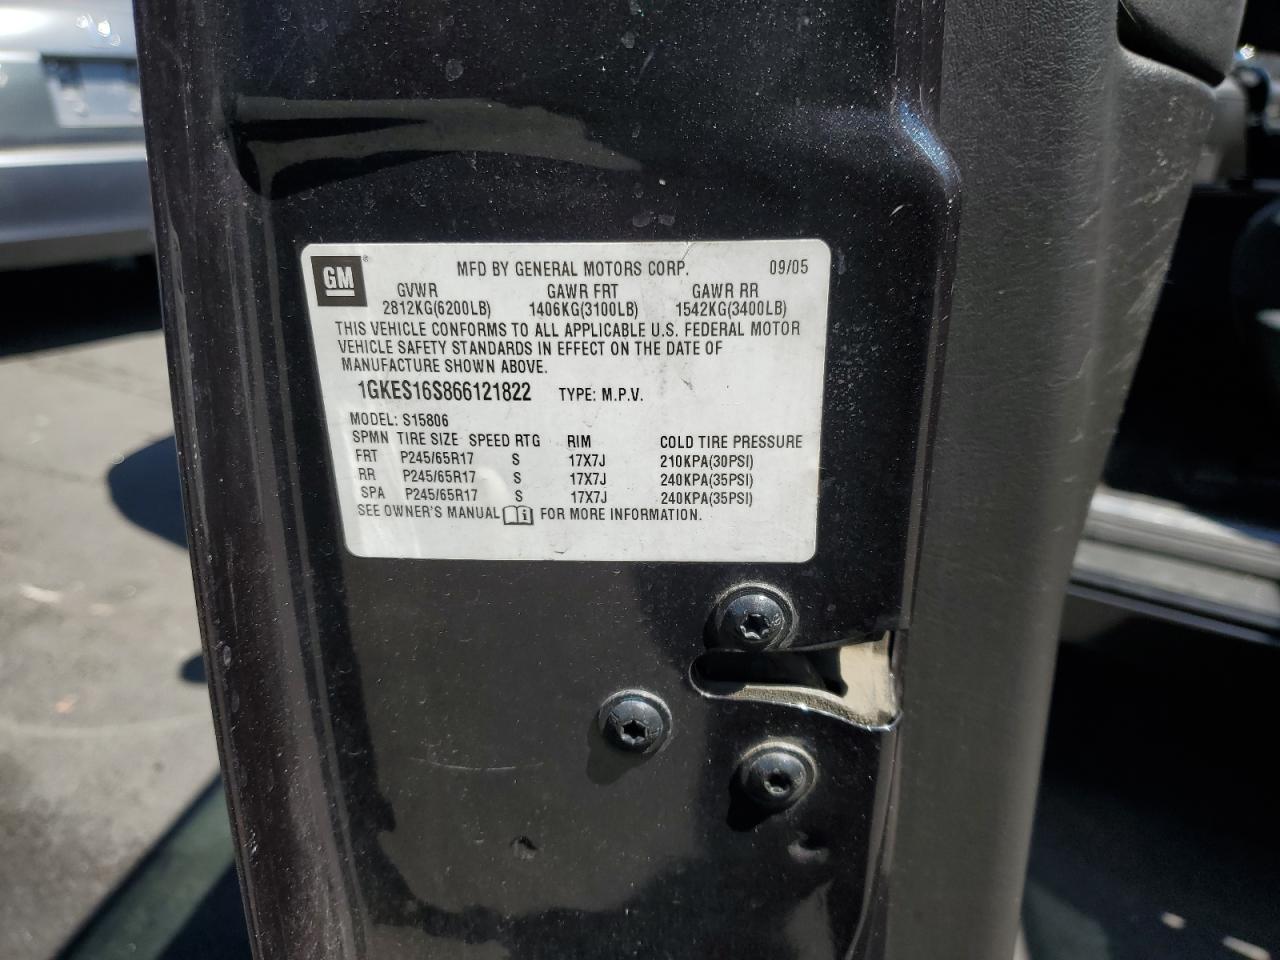 GM ® MFD BY GENERAL MOTORS CORP. 09/05
GVWR GAWR FRT GAWR RR
2812KG(6200LB) 1406KG(3100LB) 1542KG(3400LB)
THIS VEHICLE CONFORMS TO ALL APPLICABLE U.S. FEDERAL MOTOR
VEHICLE SAFETY STANDARDS IN EFFECT ON THE DATE OF
MANUFACTURE SHOWN ABOVE.
1GKES16S866121822 TYPE: M.P.V.
MODEL: S15806
SPMN TIRE SIZE SPEED RTG RIM COLD TIRE PRESSURE
FRT P245/65R17 S 17X7J 210KPA(30PSI)
RR P245/65R17 S 17X7J 240KPA(35PSI)
SPA P245/65R17 S 17X7J 240KPA(35PSI)
SEE OWNER'S MANUAL i FOR MORE INFORMATION.